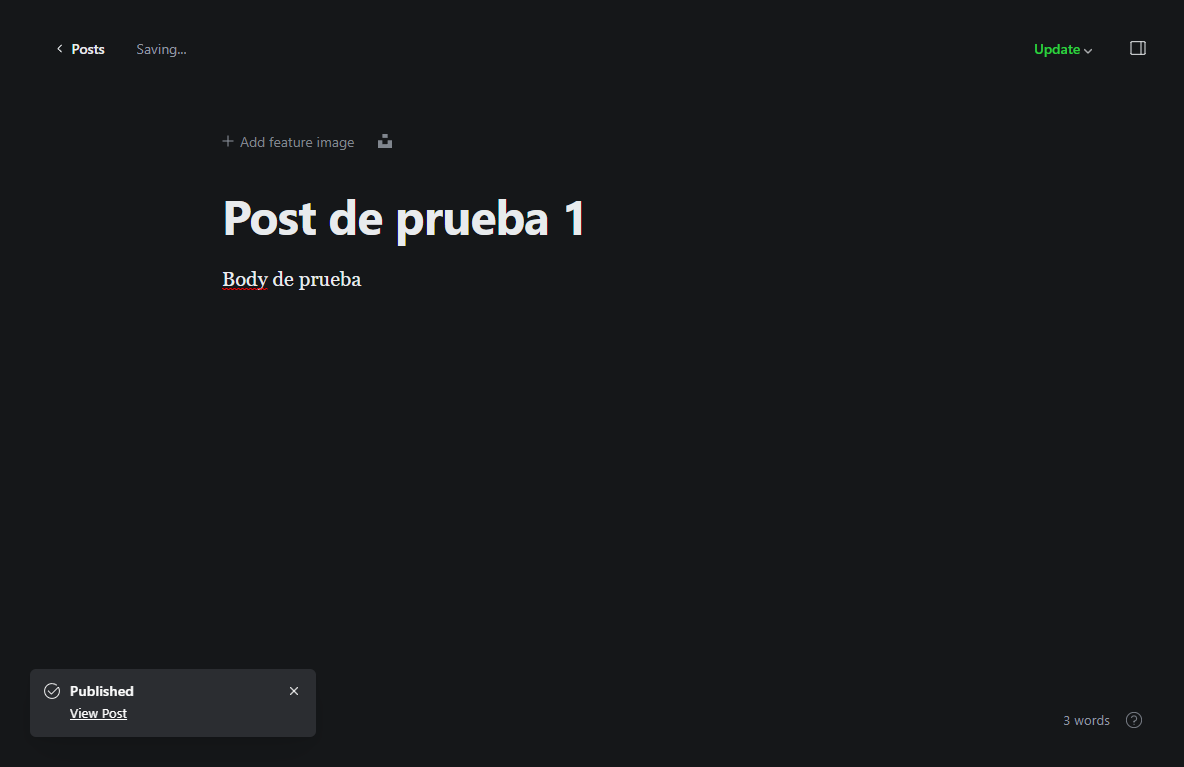 Posts Saving... Update
Add feature image
Post de prueba 1
Body de prueba
Published
View Post
3 words